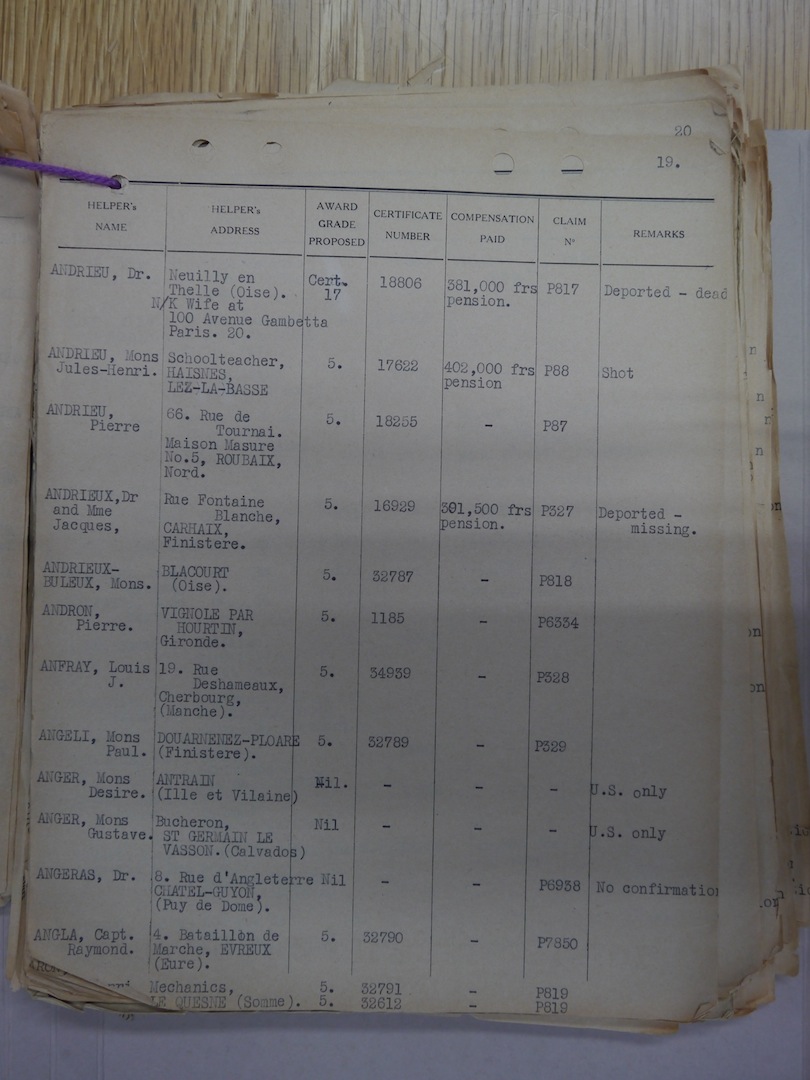 20
19.
HELPER's NAME HELPER's ADDRESS AWARD GRADE PROPOSED CERTIFICATE NUMBER COMPENSATION PAID CLAIM Nº REMARKS
ANDRIEU, Dr. Neuilly en Cert. 18806 381,000 frs P817 Deported - dead
Thelle (Oise). 17 pension.
N/K Wife at
100 Avenue Gambetta
Paris. 20.
ANDRIEU, Mons Schoolteacher, 5. 17622 402,000 frs P88 Shot
Jules-Henri. HAISNES, pension
LEZ-LA-BASSE
ANDRIEU, 66. Rue de 5. 18255 - P87
Pierre Tournai.
Maison Masure
No.5, ROUBAIX,
Nord.
ANDRIEUX,Dr Rue Fontaine 5. 16929 301,500 frs P327 Deported -
and Mme Blanche, pension. missing.
Jacques, CARHAIX,
Finistere.
ANDRIEUX- BLACOURT 5. 32787 - P818
BULEUX, Mons. (Oise).
ANDRON, VIGNOLE PAR 5. 1185 - P6334
Pierre. HOURTIN,
Gironde.
ANFRAY, Louis 19. Rue 5. 34939 - P328
J. Deshameaux,
Cherbourg,
(Manche).
ANGELI, Mons DOUARNENEZ-PLOARE 5. 32789 - P329
Paul. (Finistere).
ANGER, Mons ANTRAIN Nil. - - - U.S. only
Desire. (Ille et Vilaine)
ANGER, Mons Bucheron, Nil - - - U.S. only
Gustave. ST GERMAIN LE
VASSON.(Calvados)
ANGERAS, Dr. 8. Rue d'Angleterre Nil - - P6938 No confirmation
CHATEL-GUYON,
(Puy de Dome).
ANGLA, Capt. 4. Bataillon de 5. 32790 - P7850
Raymond. Marche, EVREUX
(Eure).
Mechanics, 5. 32791 - P819
LE QUESNE (Somme). 5. 32612 - P819